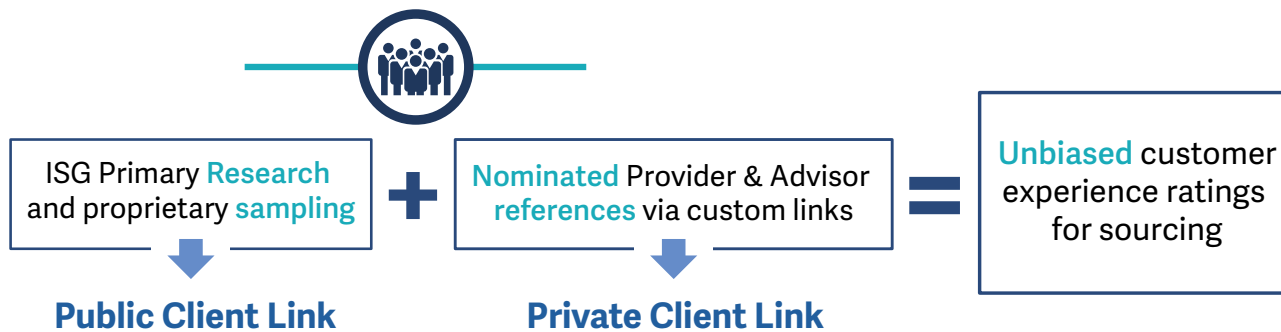 ISG Primary Research
and proprietary sampling
+
Nominated Provider & Advisor
references via custom links
=
Unbiased customer
experience ratings
for sourcing
Public Client Link
Private Client Link